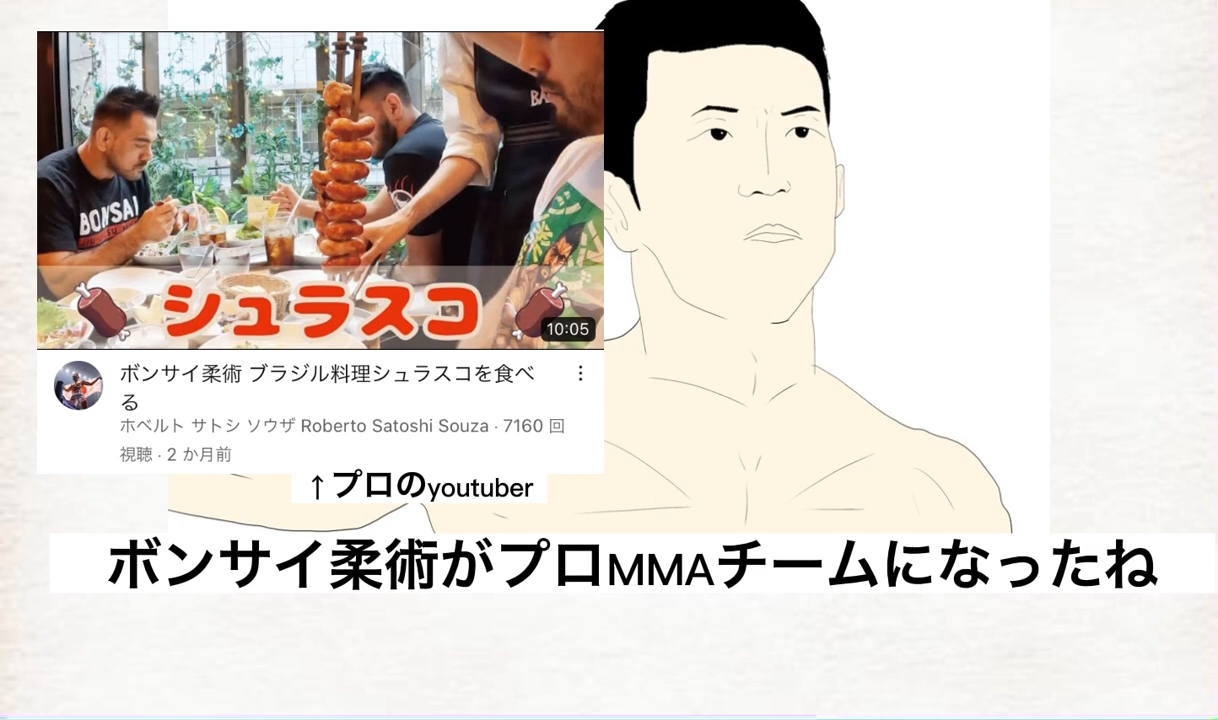 BONSAI
シュラスコ
10:05
ボンサイ柔術 ブラジル料理シュラスコを食べ
る
ホベルト サトシ ソウザ Roberto Satoshi Souza · 7160 回
視聴 · 2 か月前
↑プロのyoutuber
ボンサイ柔術がプロMMAチームになったね